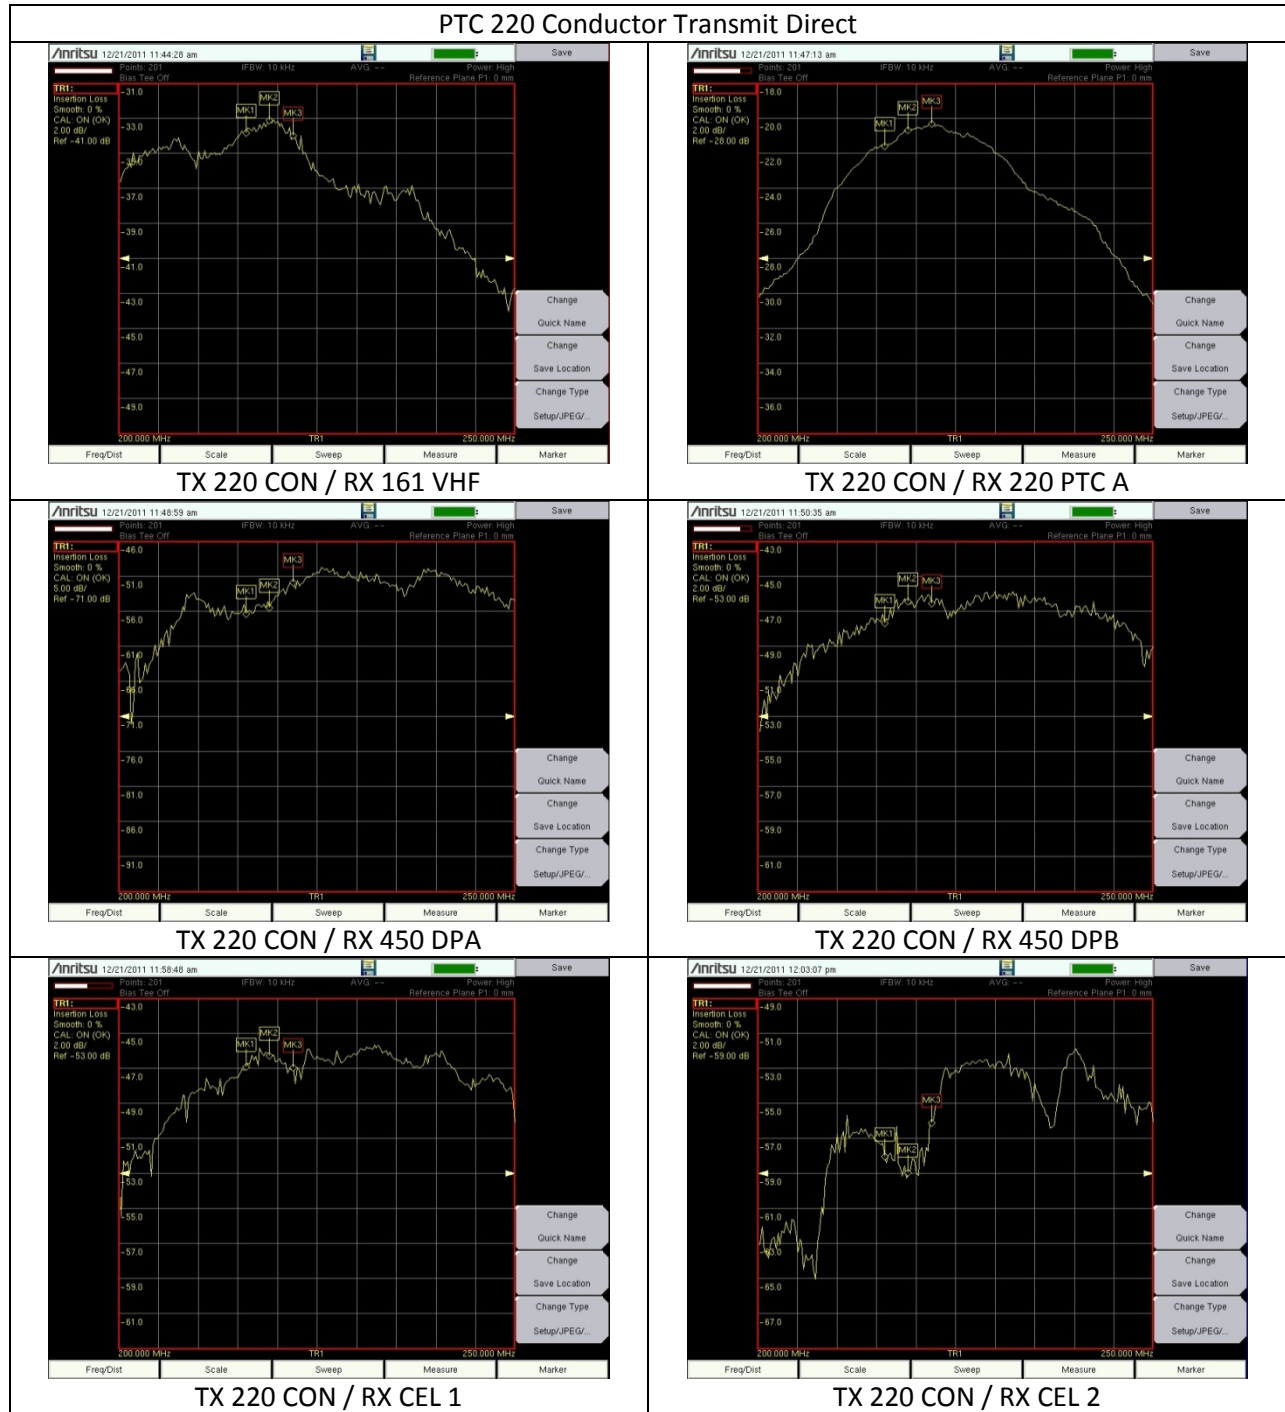 PTC 220 Conductor Transmit Direct
Anritsu 12/21/2011 11:44:28 am Save
Points: 201 IFBW: 10 kHz AVG: -- Power: High
Bias Tee Off Reference Plane P1: 0 mm
TR1:
Insertion Loss
Smooth: 0 %
CAL: ON (OK)
2.00 dB/
Ref -41.00 dB
-31.0
-33.0
-35.0
-37.0
-39.0
-41.0
-43.0
-45.0
-47.0
-49.0
MK1
MK2
MK3
Change
Quick Name
Change
Save Location
Change Type
Setup/JPEG/...
200.000 MHz TR1 250.000 MHz
Freq/Dist Scale Sweep Measure Marker
TX 220 CON / RX 161 VHF
Anritsu 12/21/2011 11:47:13 am Save
Points: 201 IFBW: 10 kHz AVG: -- Power: High
Bias Tee Off Reference Plane P1: 0 mm
TR1:
Insertion Loss
Smooth: 0 %
CAL: ON (OK)
2.00 dB/
Ref -28.00 dB
-18.0
-20.0
-22.0
-24.0
-26.0
-28.0
-30.0
-32.0
-34.0
-36.0
MK1
MK2
MK3
Change
Quick Name
Change
Save Location
Change Type
Setup/JPEG/...
200.000 MHz TR1 250.000 MHz
Freq/Dist Scale Sweep Measure Marker
TX 220 CON / RX 220 PTC A
Anritsu 12/21/2011 11:48:59 am Save
Points: 201 IFBW: 10 kHz AVG: -- Power: High
Bias Tee Off Reference Plane P1: 0 mm
TR1:
Insertion Loss
Smooth: 0 %
CAL: ON (OK)
5.00 dB/
Ref -71.00 dB
-46.0
-51.0
-56.0
-61.0
-66.0
-71.0
-76.0
-81.0
-86.0
-91.0
MK1
MK2
MK3
Change
Quick Name
Change
Save Location
Change Type
Setup/JPEG/...
200.000 MHz TR1 250.000 MHz
Freq/Dist Scale Sweep Measure Marker
TX 220 CON / RX 450 DPA
Anritsu 12/21/2011 11:50:35 am Save
Points: 201 IFBW: 10 kHz AVG: -- Power: High
Bias Tee Off Reference Plane P1: 0 mm
TR1:
Insertion Loss
Smooth: 0 %
CAL: ON (OK)
2.00 dB/
Ref -53.00 dB
-43.0
-45.0
-47.0
-49.0
-51.0
-53.0
-55.0
-57.0
-59.0
-61.0
MK1
MK2
MK3
Change
Quick Name
Change
Save Location
Change Type
Setup/JPEG/...
200.000 MHz TR1 250.000 MHz
Freq/Dist Scale Sweep Measure Marker
TX 220 CON / RX 450 DPB
Anritsu 12/21/2011 11:58:48 am Save
Points: 201 IFBW: 10 kHz AVG: -- Power: High
Bias Tee Off Reference Plane P1: 0 mm
TR1:
Insertion Loss
Smooth: 0 %
CAL: ON (OK)
2.00 dB/
Ref -53.00 dB
-43.0
-45.0
-47.0
-49.0
-51.0
-53.0
-55.0
-57.0
-59.0
-61.0
MK1
MK2
MK3
Change
Quick Name
Change
Save Location
Change Type
Setup/JPEG/...
200.000 MHz TR1 250.000 MHz
Freq/Dist Scale Sweep Measure Marker
TX 220 CON / RX CEL 1
Anritsu 12/21/2011 12:03:07 pm Save
Points: 201 IFBW: 10 kHz AVG: -- Power: High
Bias Tee Off Reference Plane P1: 0 mm
TR1:
Insertion Loss
Smooth: 0 %
CAL: ON (OK)
2.00 dB/
Ref -59.00 dB
-49.0
-51.0
-53.0
-55.0
-57.0
-59.0
-61.0
-63.0
-65.0
-67.0
MK1
MK2
MK3
Change
Quick Name
Change
Save Location
Change Type
Setup/JPEG/...
200.000 MHz TR1 250.000 MHz
Freq/Dist Scale Sweep Measure Marker
TX 220 CON / RX CEL 2